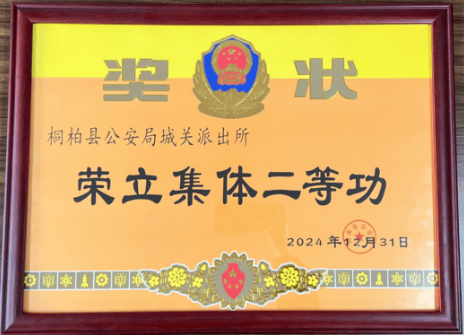 奖状
桐柏县公安局城关派出所
荣立集体二等功
2024年12月31日